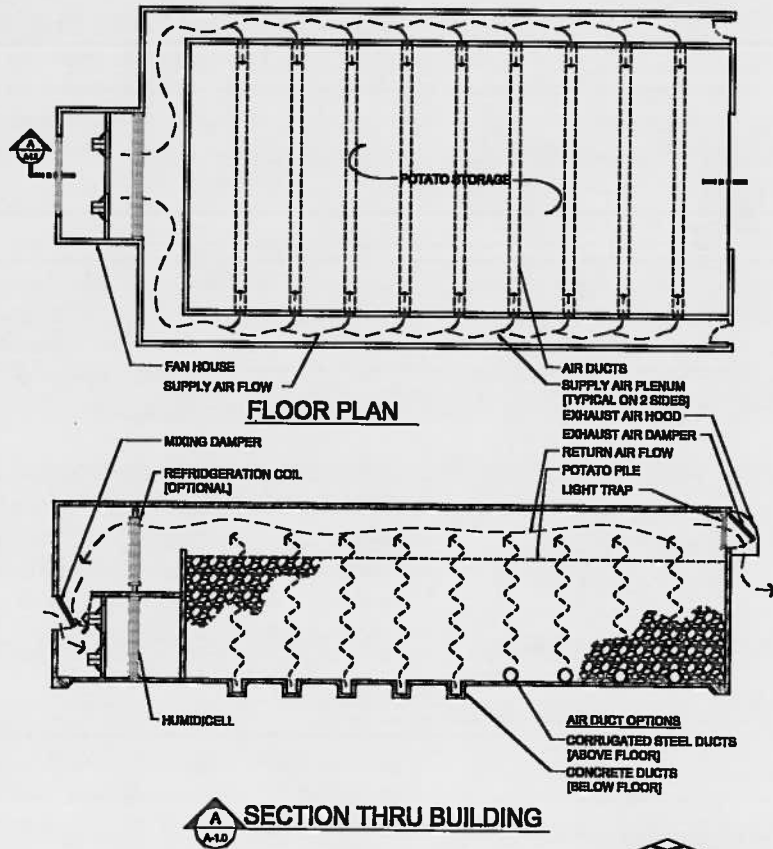 A
POTATO STORAGE
FAN HOUSE
SUPPLY AIR FLOW
AIR DUCTS
SUPPLY AIR PLENUM
[TYPICAL ON 2 SIDES]
FLOOR PLAN
EXHAUST AIR HOOD
EXHAUST AIR DAMPER
MIXING DAMPER
RETURN AIR FLOW
REFRIDGERATION COIL
[OPTIONAL]
POTATO PILE
LIGHT TRAP
HUMIDICELL
AIR DUCT OPTIONS
CORRUGATED STEEL DUCTS
[ABOVE FLOOR]
CONCRETE DUCTS
[BELOW FLOOR]
A
A-1.0
SECTION THRU BUILDING